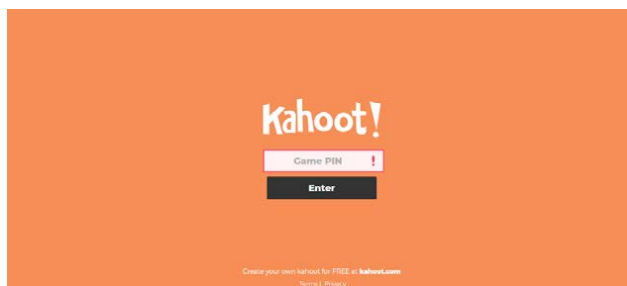 Kahoot!
Game PIN !
Enter
Create your own kahoot for FREE at kahoot.com
Terms | Privacy